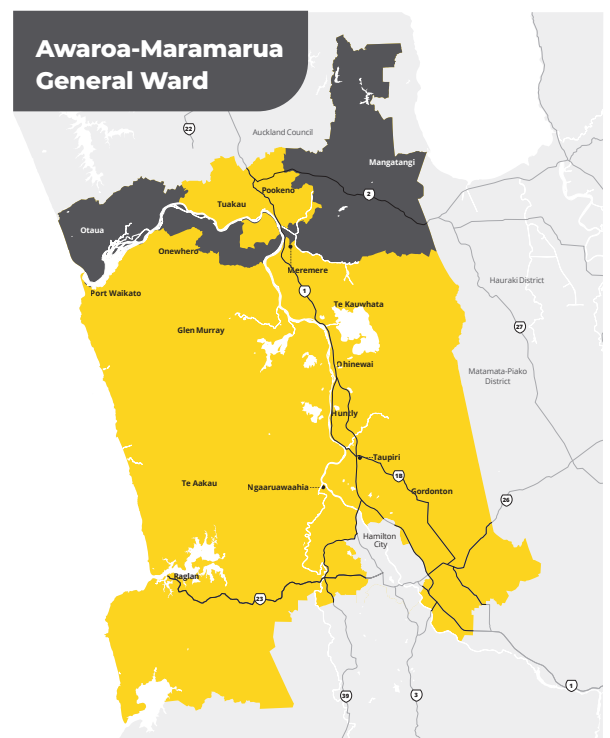 Awaroa-Maramarua
General Ward
22
Auckland Council
Mangatangi
Pookeno
2
Tuakau
Otaua
Onewhero
Meremere
Hauraki District
Port Waikato
1
Te Kauwhata
27
Glen Murray
Ohinewai
Matamata-Piako
District
Huntly
Taupiri
18
Te Aakau
Ngaaruawaahia
Gordonton
26
Hamilton
City
Raglan
23
1
39
3